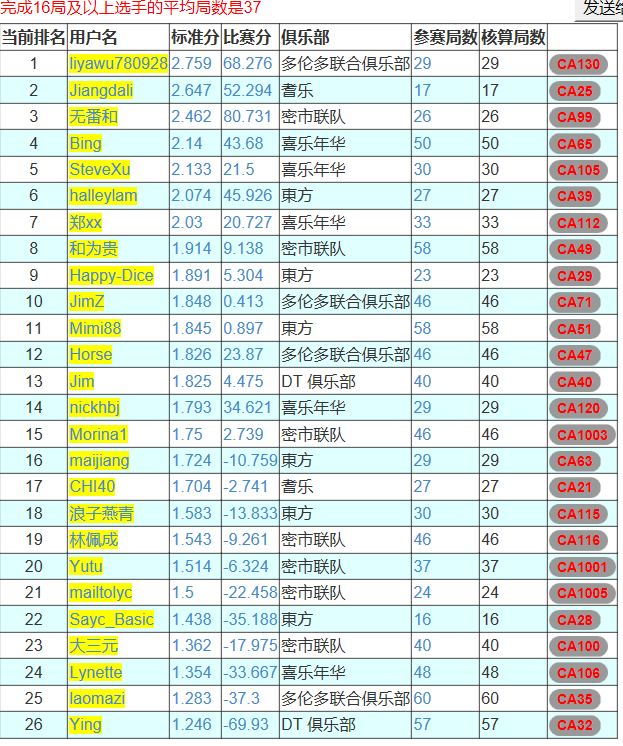 完成16局及以上选手的平均局数是37
发送给
当前排名 用户名 标准分 比赛分 俱乐部 参赛局数 核算局数
1 liyawu780928 2.759 68.276 多伦多联合俱乐部 29 29 CA130
2 Jiangdali 2.647 52.294 耆乐 17 17 CA25
3 无番和 2.462 80.731 密市联队 26 26 CA99
4 Bing 2.14 43.68 喜乐年华 50 50 CA65
5 SteveXu 2.133 21.5 喜乐年华 30 30 CA105
6 halleylam 2.074 45.926 東方 27 27 CA39
7 郑xx 2.03 20.727 喜乐年华 33 33 CA112
8 和为贵 1.914 9.138 密市联队 58 58 CA49
9 Happy-Dice 1.891 5.304 東方 23 23 CA29
10 JimZ 1.848 0.413 多伦多联合俱乐部 46 46 CA71
11 Mimi88 1.845 0.897 東方 58 58 CA51
12 Horse 1.826 23.87 多伦多联合俱乐部 46 46 CA47
13 Jim 1.825 4.475 DT 俱乐部 40 40 CA40
14 nickhbj 1.793 34.621 喜乐年华 29 29 CA120
15 Morina1 1.75 2.739 密市联队 46 46 CA1003
16 maijiang 1.724 -10.759 東方 29 29 CA63
17 CHI40 1.704 -2.741 耆乐 27 27 CA21
18 浪子燕青 1.583 -13.833 東方 30 30 CA115
19 林佩成 1.543 -9.261 密市联队 46 46 CA116
20 Yutu 1.514 -6.324 密市联队 37 37 CA1001
21 mailtolyc 1.5 -22.458 密市联队 24 24 CA1005
22 Sayc_Basic 1.438 -35.188 東方 16 16 CA28
23 大三元 1.362 -17.975 密市联队 40 40 CA100
24 Lynette 1.354 -33.667 喜乐年华 48 48 CA106
25 laomazi 1.283 -37.3 多伦多联合俱乐部 60 60 CA35
26 Ying 1.246 -69.93 DT 俱乐部 57 57 CA32